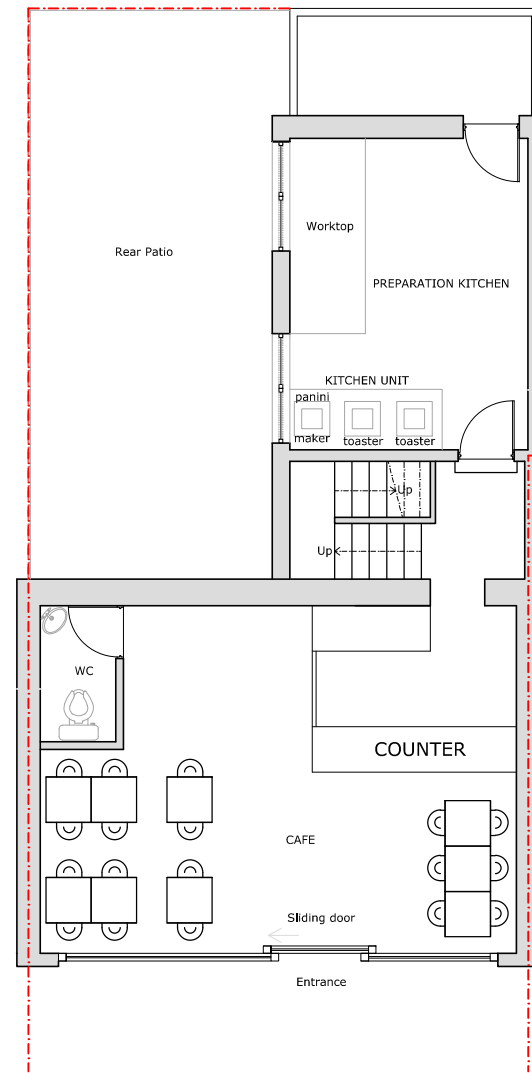 Worktop
Rear Patio
PREPARATION KITCHEN
KITCHEN UNIT
panini
maker
toaster
toaster
Up
Up
WC
COUNTER
CAFE
Sliding door
Entrance